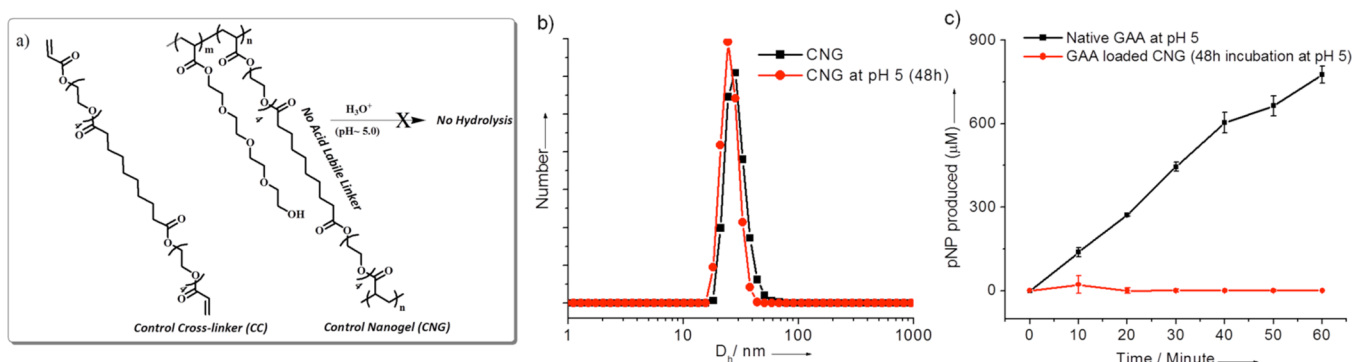 a)
O
O
4
O
O
O
O
O
O
4
O
O
Control Cross-linker (CC)
m
n
O
O
O
O
O
O
O
O
OH
O
4
O
No Acid Labile Linker
O
O
O
4
O
n
Control Nanogel (CNG)
H3O+
(pH~ 5.0)
X
No Hydrolysis
b)
CNG
CNG at pH 5 (48h)
Number
1
10
100
1000
Dh/ nm
c)
Native GAA at pH 5
GAA loaded CNG (48h incubation at pH 5)
pNP produced (µM)
900
600
300
0
0
10
20
30
40
50
60
Time / Minute